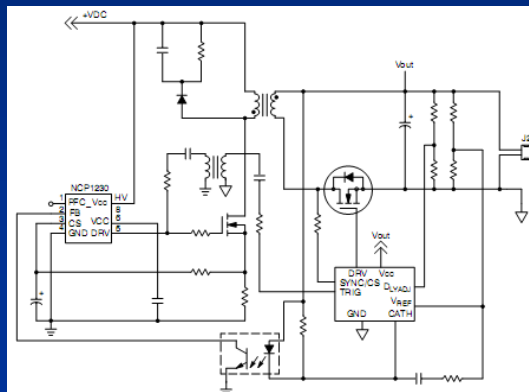 +VDC
Vout
J2
NCP1230
1 PFC_Vcc HV 8
2 FB
3 CS VCC 6
4 GND DRV 5
Vout
DRV Vcc
SYNC/CS DLYADJ
TRIG
VREF
GND CATH